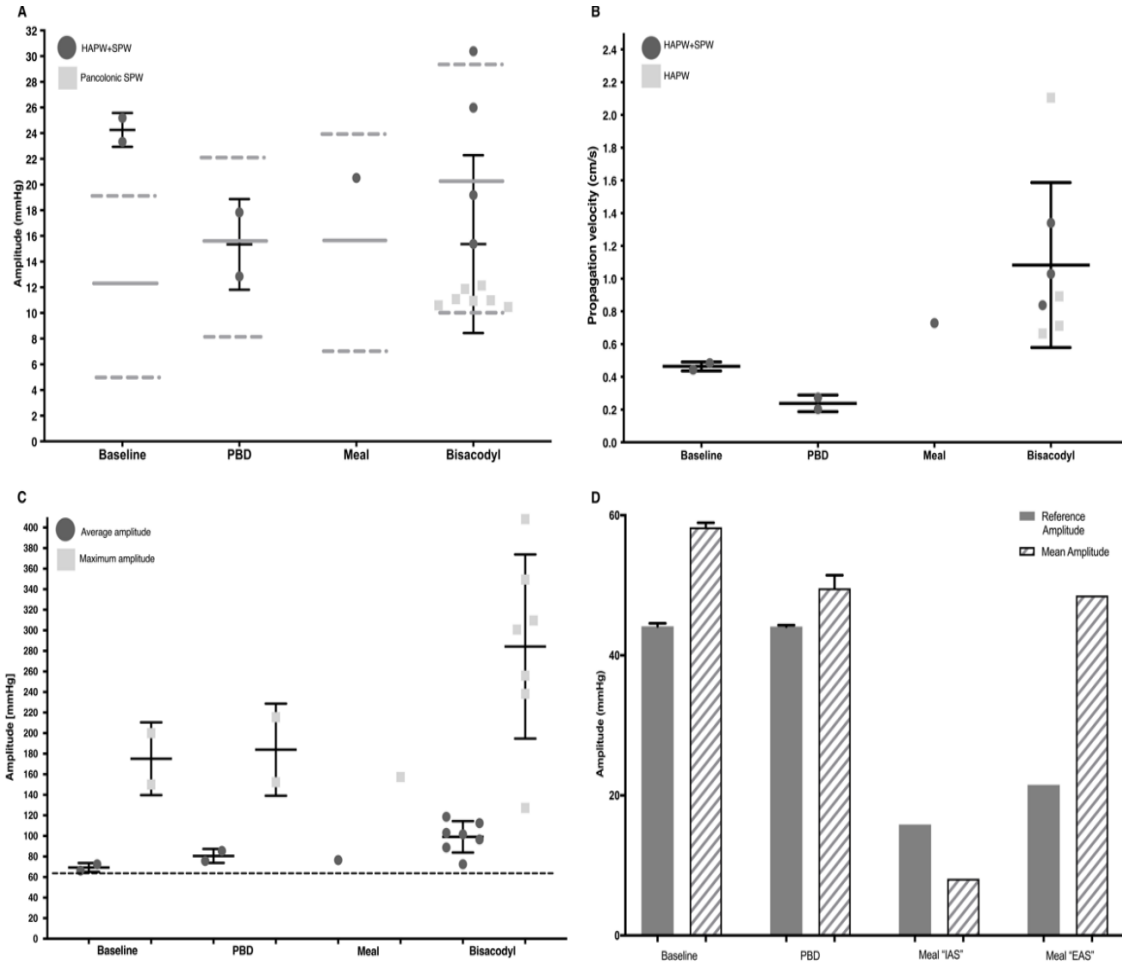 A
32
30
28
26
24
22
20
18
16
14
12
10
8
6
4
2
0
Amplitude (mmHg)
HAPW+SPW
Pancolonic SPW
Baseline PBD Meal Bisacodyl
B
2.4
2.2
2.0
1.8
1.6
1.4
1.2
1.0
0.8
0.6
0.4
0.2
0.0
Propagation velocity (cm/s)
HAPW+SPW
HAPW
Baseline PBD Meal Bisacodyl
C
400
380
360
340
320
300
280
260
240
220
200
180
160
140
120
100
80
60
40
20
0
Amplitude [mmHg]
Average amplitude
Maximum amplitude
Baseline PBD Meal Bisacodyl
D
60
40
20
0
Amplitude (mmHg)
Reference
Amplitude
Mean Amplitude
Baseline PBD Meal "IAS" Meal "EAS"